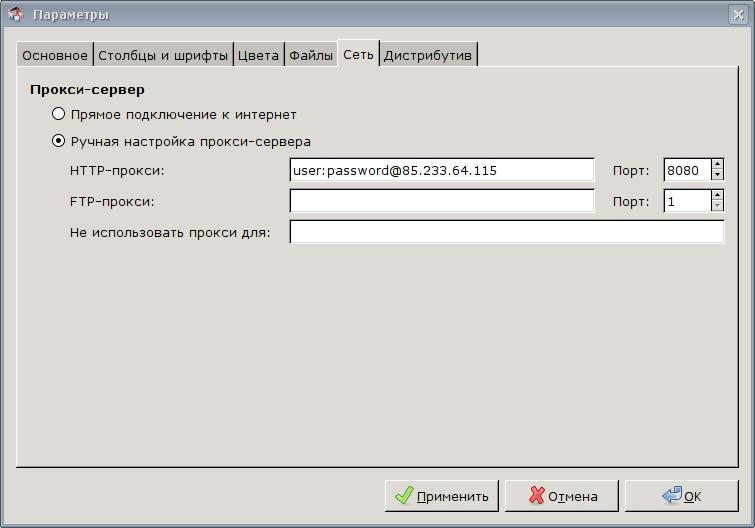 Параметры
Основное Столбцы и шрифты Цвета Файлы Сеть Дистрибутив
Прокси-сервер
Прямое подключение к интернет
Ручная настройка прокси-сервера
HTTP-прокси: user:password@85.233.64.115 Порт: 8080
FTP-прокси: Порт: 1
Не использовать прокси для:
Применить Отмена OK